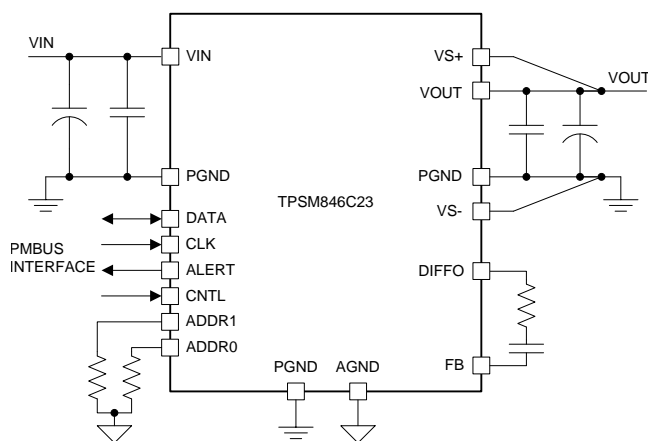 VIN
VIN
VS+
VOUT
VOUT
PGND
PGND
TPSM846C23
VS-
DATA
PMBUS
INTERFACE
CLK
ALERT
CNTL
DIFFO
ADDR1
ADDR0
PGND
AGND
FB